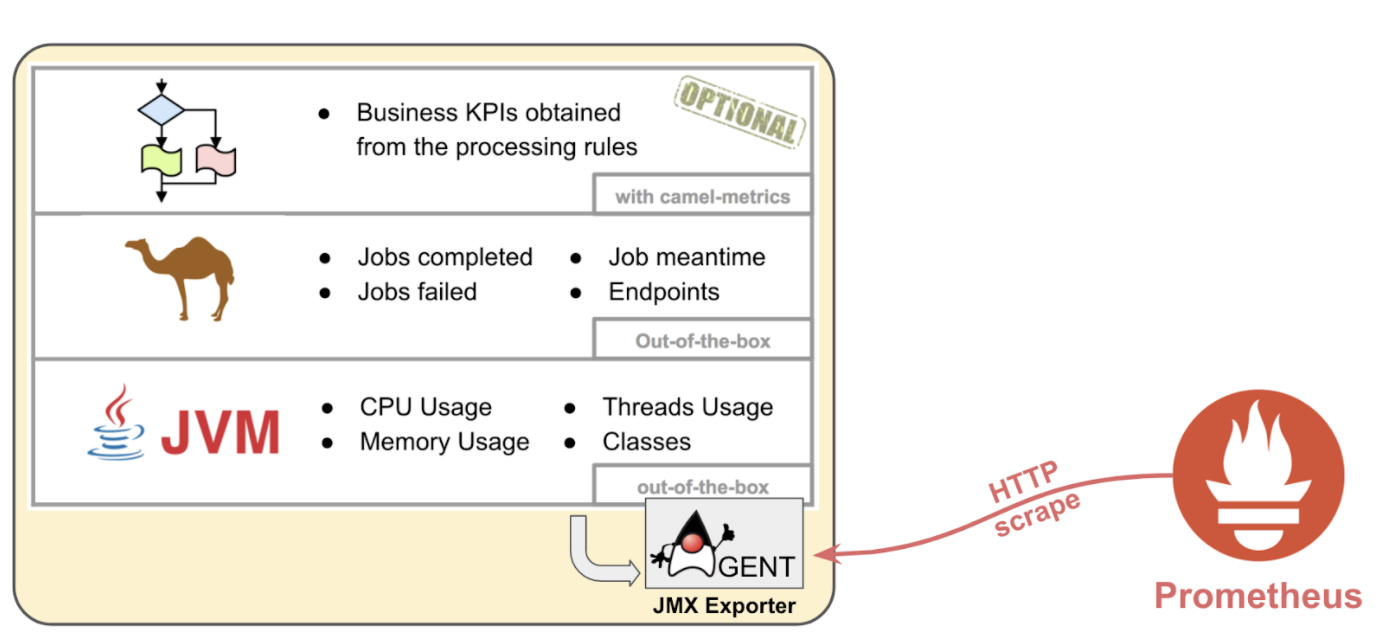 Business KPIs obtained
from the processing rules
OPTIONAL
with camel-metrics
Jobs completed
Jobs failed
Job meantime
Endpoints
Out-of-the-box
JVM
CPU Usage
Memory Usage
Threads Usage
Classes
out-of-the-box
GENT
JMX Exporter
HTTP
scrape
Prometheus